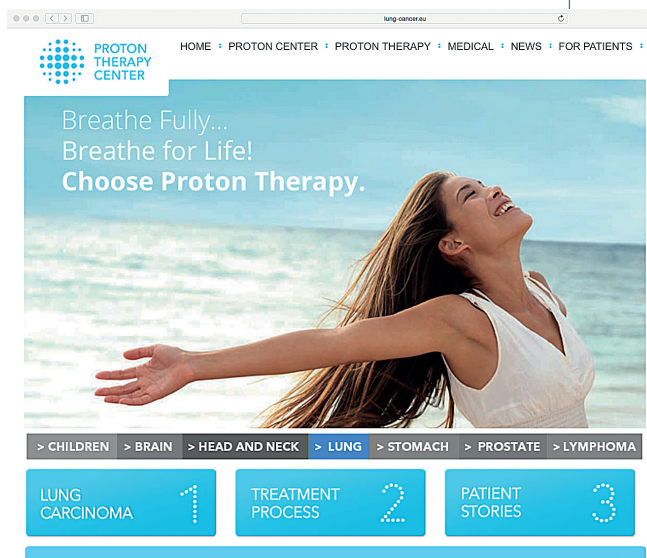 lung-cancer.eu
PROTON
THERAPY
CENTER
HOME : PROTON CENTER : PROTON THERAPY : MEDICAL : NEWS : FOR PATIENTS :
Breathe Fully...
Breathe for Life!
Choose Proton Therapy.
> CHILDREN > BRAIN > HEAD AND NECK > LUNG > STOMACH > PROSTATE > LYMPHOMA
LUNG
CARCINOMA
1
TREATMENT
PROCESS
2
PATIENT
STORIES
3